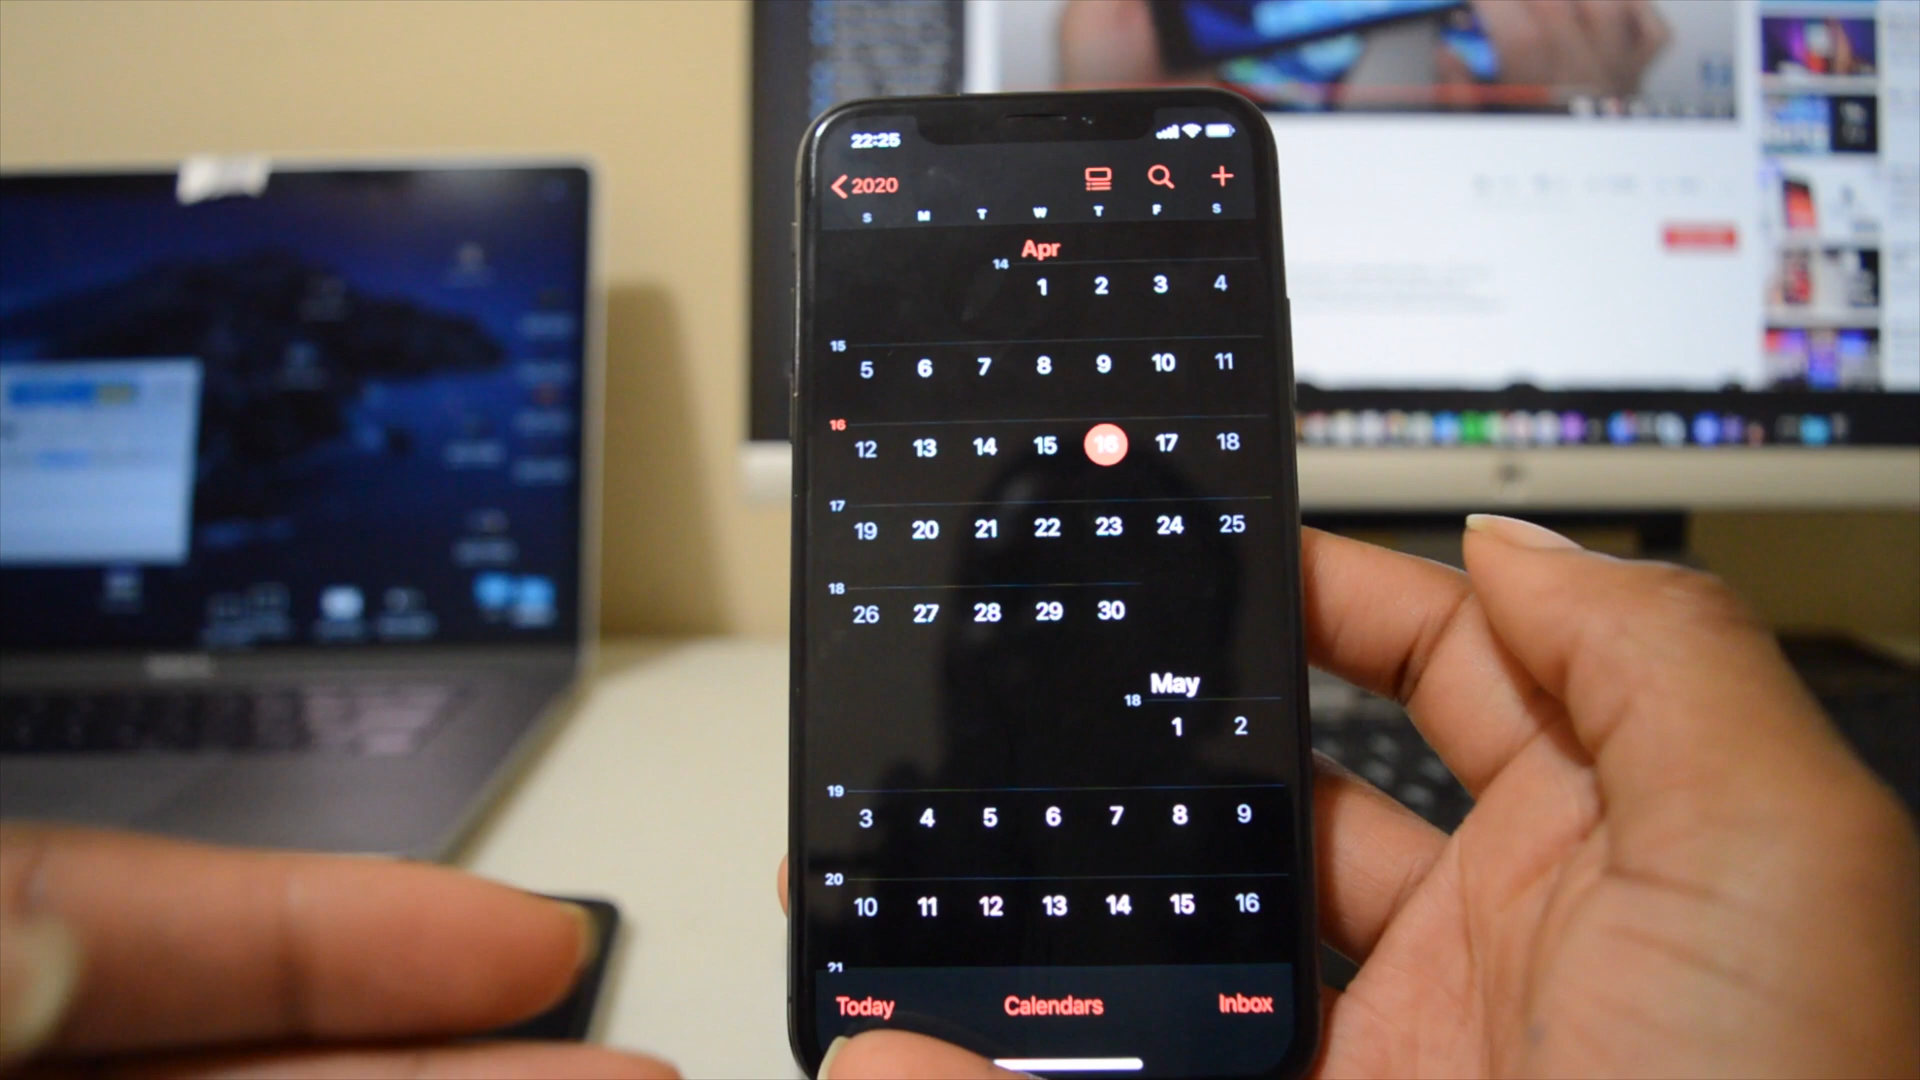 22:25
2020
S M T W T F S
Apr
14
1 2 3 4
15
5 6 7 8 9 10 11
16
12 13 14 15 16 17 18
17
19 20 21 22 23 24 25
18
26 27 28 29 30
May
18
1 2
19
3 4 5 6 7 8 9
20
10 11 12 13 14 15 16
21
Today Calendars Inbox